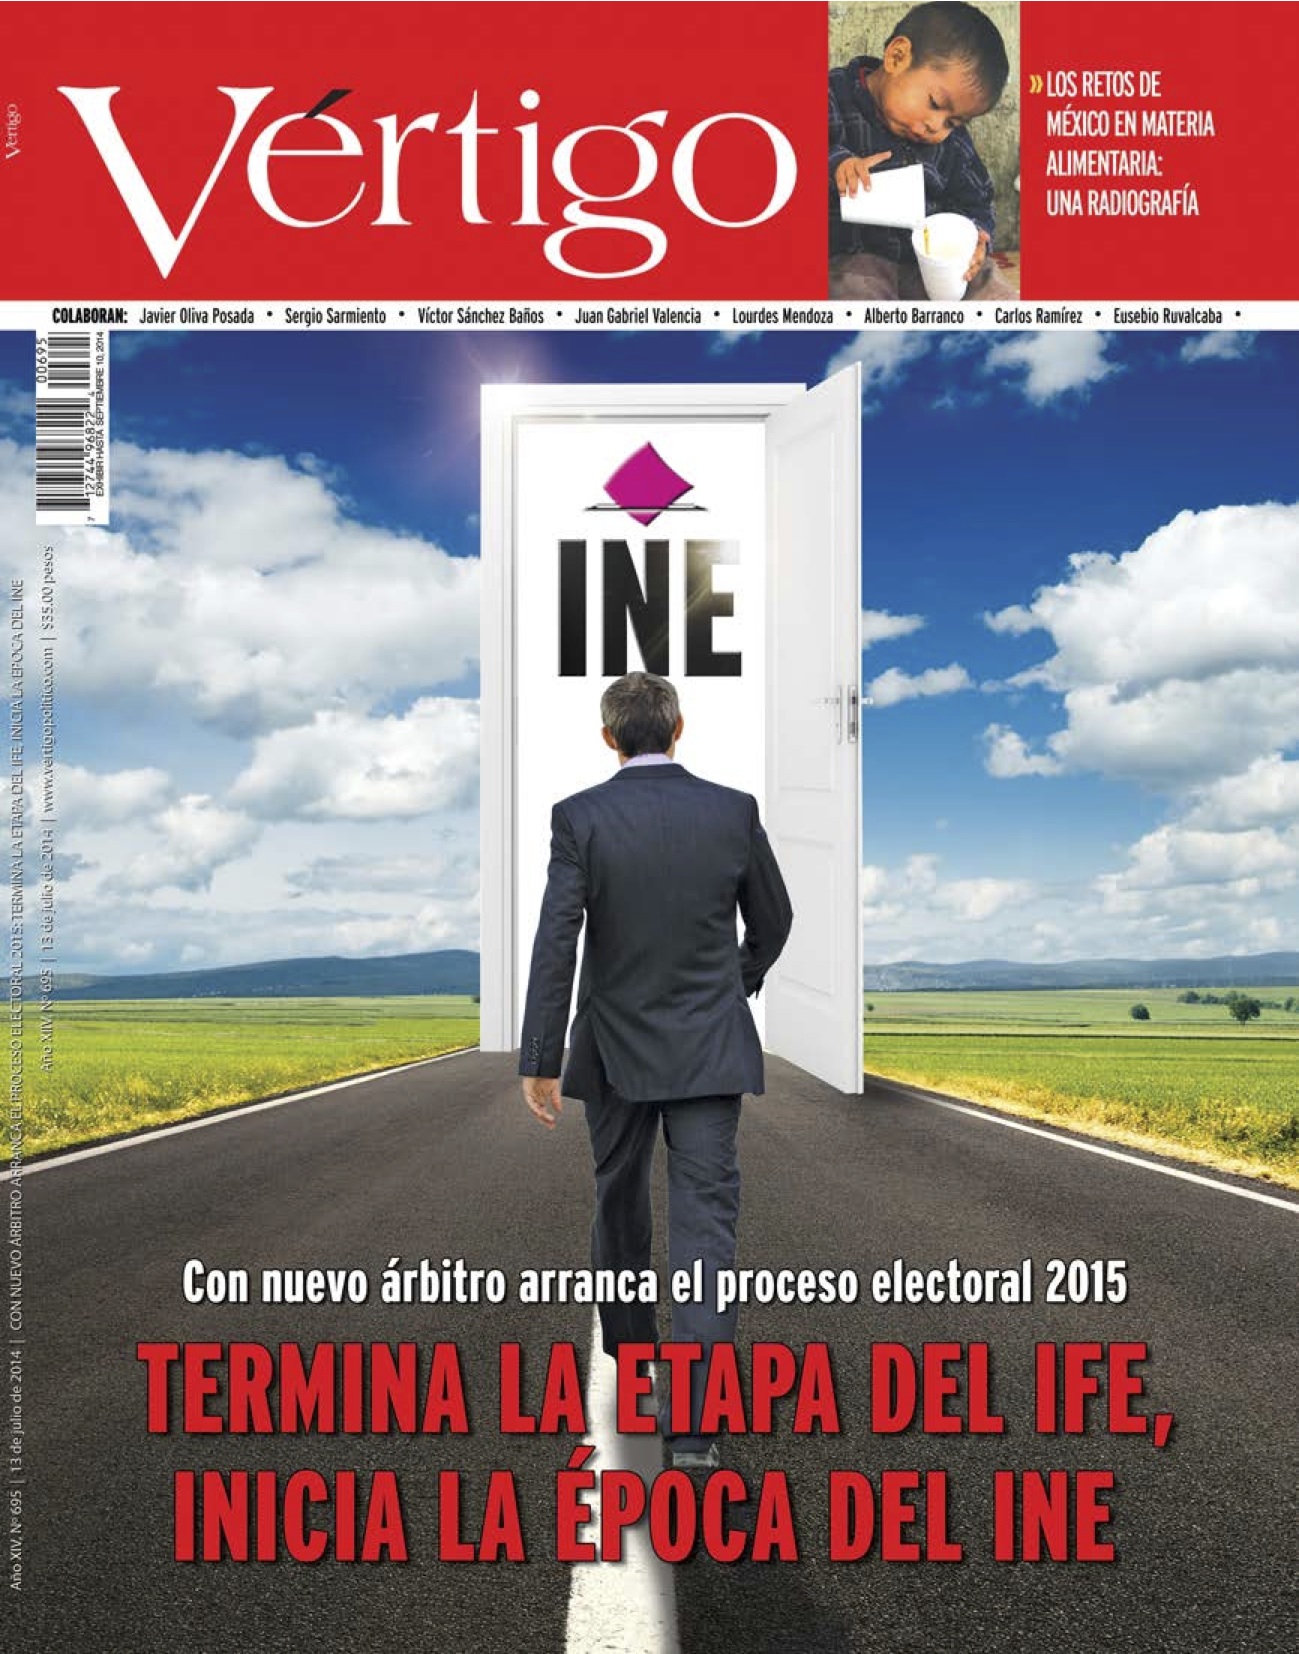 Vértigo
Vértigo
» LOS RETOS DE
MÉXICO EN MATERIA
ALIMENTARIA:
UNA RADIOGRAFÍA
COLABORAN: Javier Oliva Posada • Sergio Sarmiento • Víctor Sánchez Baños • Juan Gabriel Valencia • Lourdes Mendoza • Alberto Barranco • Carlos Ramírez • Eusebio Ruvalcaba •
00695
7 12744 96822 4
EXHIBIR HASTA SEPTIEMBRE 10, 2014
Año XIV, Nº 695 | 13 de julio de 2014 | www.vertigopolitico.com | $35.00 pesos
Año XIV, Nº 695 | 13 de julio de 2014 | CON NUEVO ÁRBITRO ARRANCA EL PROCESO ELECTORAL 2015: TERMINA LA ETAPA DEL IFE, INICIA LA ÉPOCA DEL INE
INE
Con nuevo árbitro arranca el proceso electoral 2015
TERMINA LA ETAPA DEL IFE,
INICIA LA ÉPOCA DEL INE